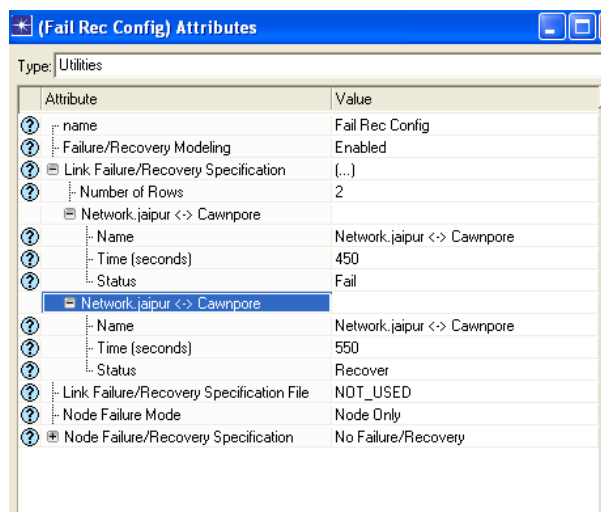 (Fail Rec Config) Attributes
Type: Utilities
Attribute Value
name Fail Rec Config
Failure/Recovery Modeling Enabled
Link Failure/Recovery Specification (...)
Number of Rows 2
Network.jaipur <-> Cawnpore
Name Network.jaipur <-> Cawnpore
Time (seconds) 450
Status Fail
Network.jaipur <-> Cawnpore
Name Network.jaipur <-> Cawnpore
Time (seconds) 550
Status Recover
Link Failure/Recovery Specification File NOT_USED
Node Failure Mode Node Only
Node Failure/Recovery Specification No Failure/Recovery